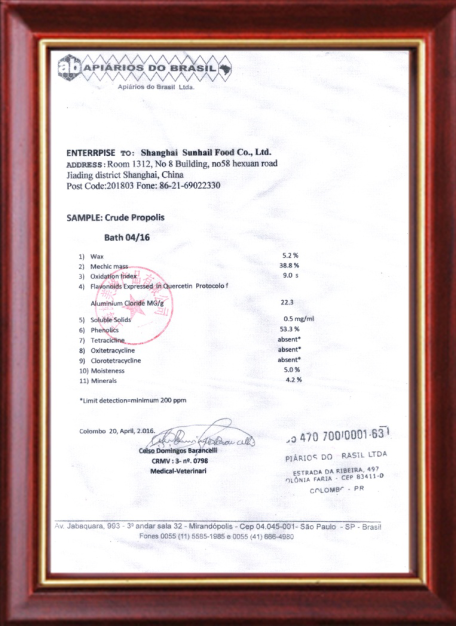 ab APIÁRIOS DO BRASIL
Apiários do Brasil Ltda.
ENTERRPISE TO: Shanghai Sunhail Food Co., Ltd.
ADDRESS:Room 1312, No 8 Building, no58 hexuan road
Jiading district Shanghai, China
Post Code:201803 Fone: 86-21-69022330
SAMPLE: Crude Propolis
Bath 04/16
1) Wax 5.2 %
2) Mechic mass 38.8 %
3) Oxidation Index 9.0 s
4) Flavonoids Expressed in Quercetin Protocolo f
Aluminium Cloride MG/g 22.3
5) Soluble Solids 0.5 mg/ml
6) Phenolics 53.3 %
7) Tetracicline absent*
8) Oxitetracycline absent*
9) Clorotetracycline absent*
10) Moisteness 5.0 %
11) Minerals 4.2 %
*Limit detection=minimum 200 ppm
Colombo 20, April, 2.016.
Celso Domingos Barancelli
CRMV : 3- nº. 0798
Medical-Veterinari
470 700/0001-63
PIÁRIOS DO RASIL LTDA
ESTRADA DA RIBEIRA, 497
OLÔNIA FARIA - CEP 83411-0
COLOMBO - PR
Av. Jabaquara, 993 - 3º andar sala 32 - Mirandópolis - Cep 04.045-001- São Paulo - SP - Brasil
Fones 0055 (11) 5585-1985 e 0055 (41) 666-4980